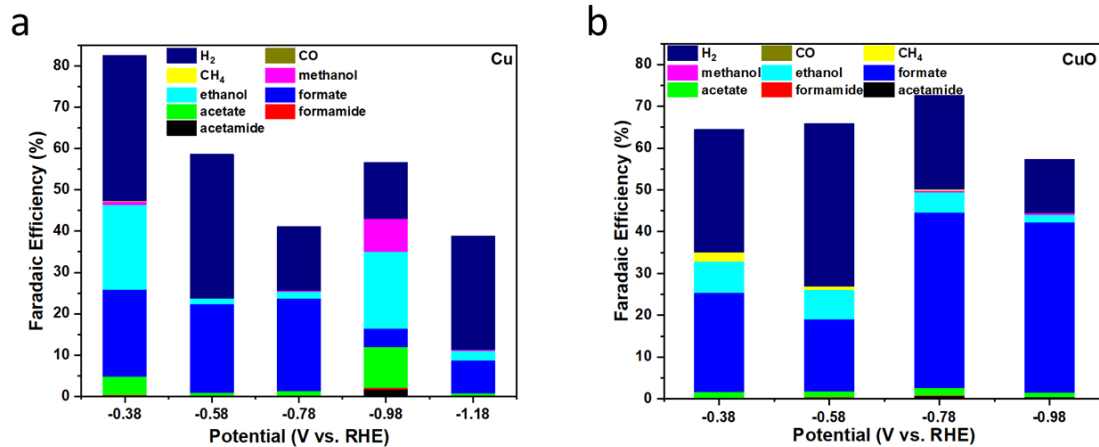 a
Cu
H2 CO
CH4 methanol
ethanol formate
acetate formamide
acetamide
Faradaic Efficiency (%)
80
70
60
50
40
30
20
10
0
-0.38 -0.58 -0.78 -0.98 -1.18
Potential (V vs. RHE)
b
CuO
H2 CO CH4
methanol ethanol formate
acetate formamide acetamide
Faradaic Efficiency (%)
80
70
60
50
40
30
20
10
0
-0.38 -0.58 -0.78 -0.98
Potential (V vs. RHE)